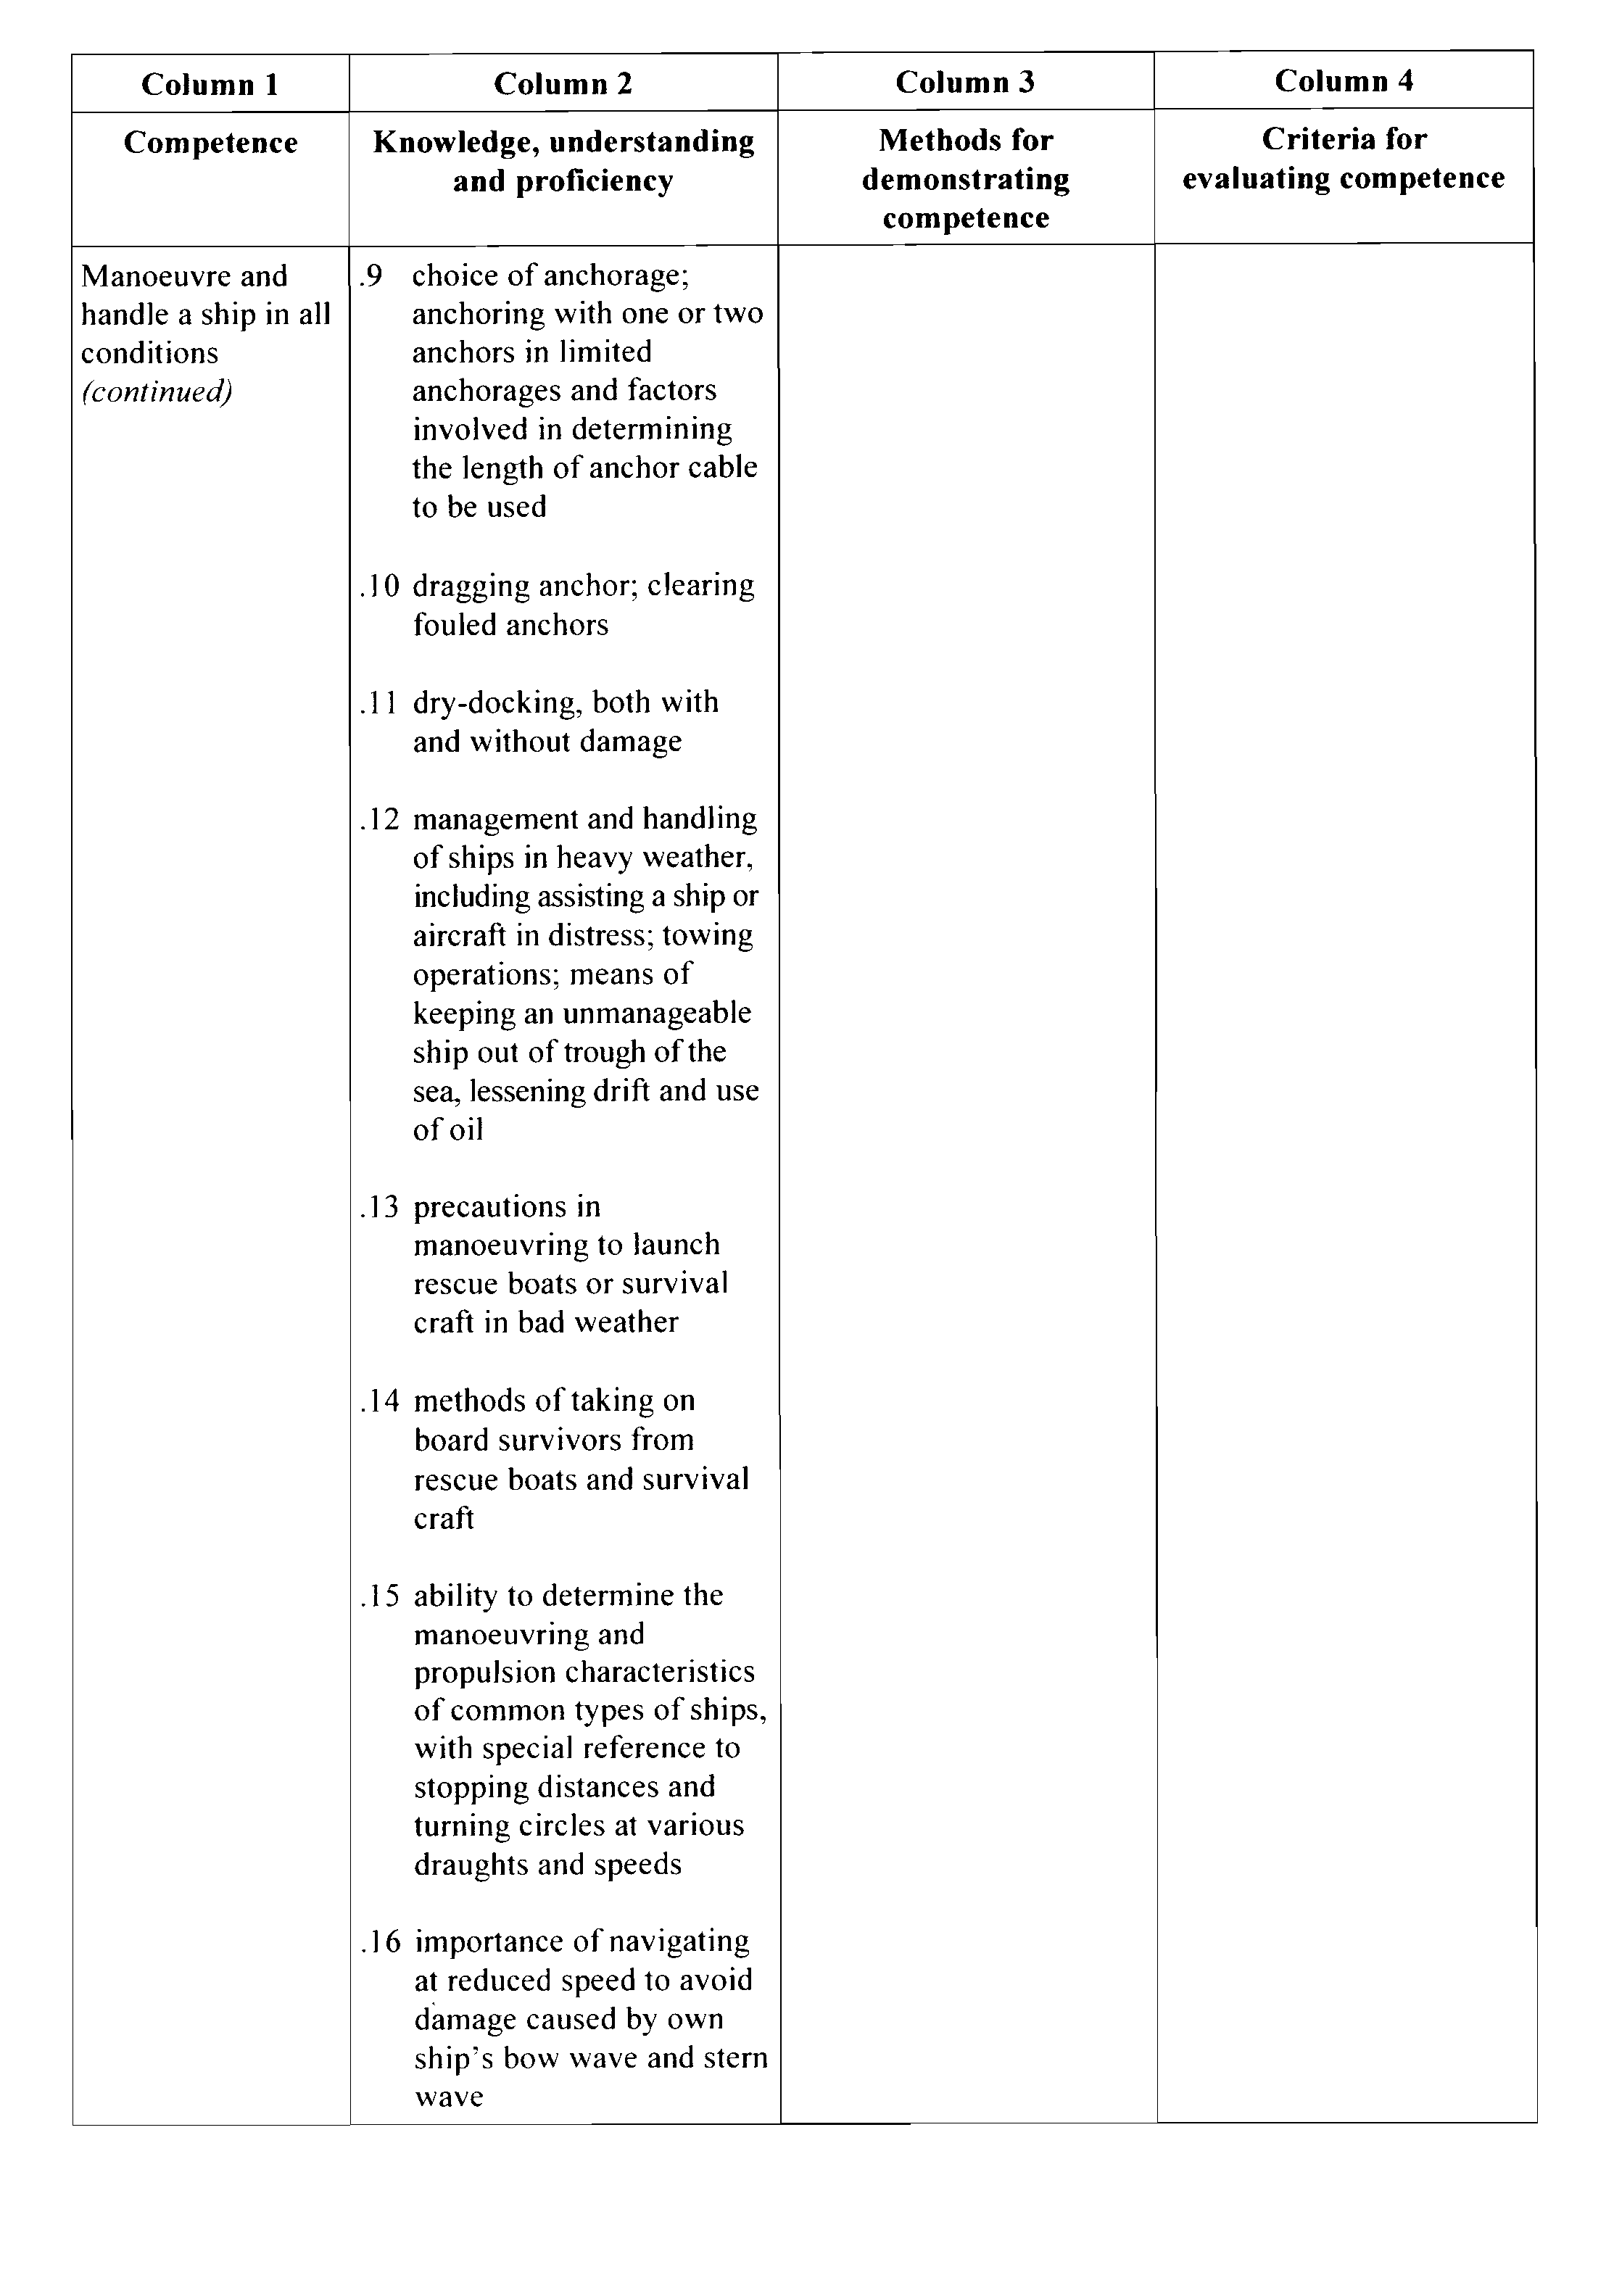 Column 1
Column 2
Column 3
Column 4
Competence
Knowledge, understanding
and proficiency
Methods for
demonstrating
competence
Criteria for
evaluating competence
Manoeuvre and
handle a ship in all
conditions
(continued)
.9 choice of anchorage;
anchoring with one or two
anchors in limited
anchorages and factors
involved in determining
the length of anchor cable
to be used
.10 dragging anchor; clearing
fouled anchors
.11 dry-docking, both with
and without damage
.12 management and handling
of ships in heavy weather,
including assisting a ship or
aircraft in distress; towing
operations; means of
keeping an unmanageable
ship out of trough of the
sea, lessening drift and use
of oil
.13 precautions in
manoeuvring to launch
rescue boats or survival
craft in bad weather
.14 methods of taking on
board survivors from
rescue boats and survival
craft
.15 ability to determine the
manoeuvring and
propulsion characteristics
of common types of ships,
with special reference to
stopping distances and
turning circles at various
draughts and speeds
.16 importance of navigating
at reduced speed to avoid
damage caused by own
ship's bow wave and stern
wave